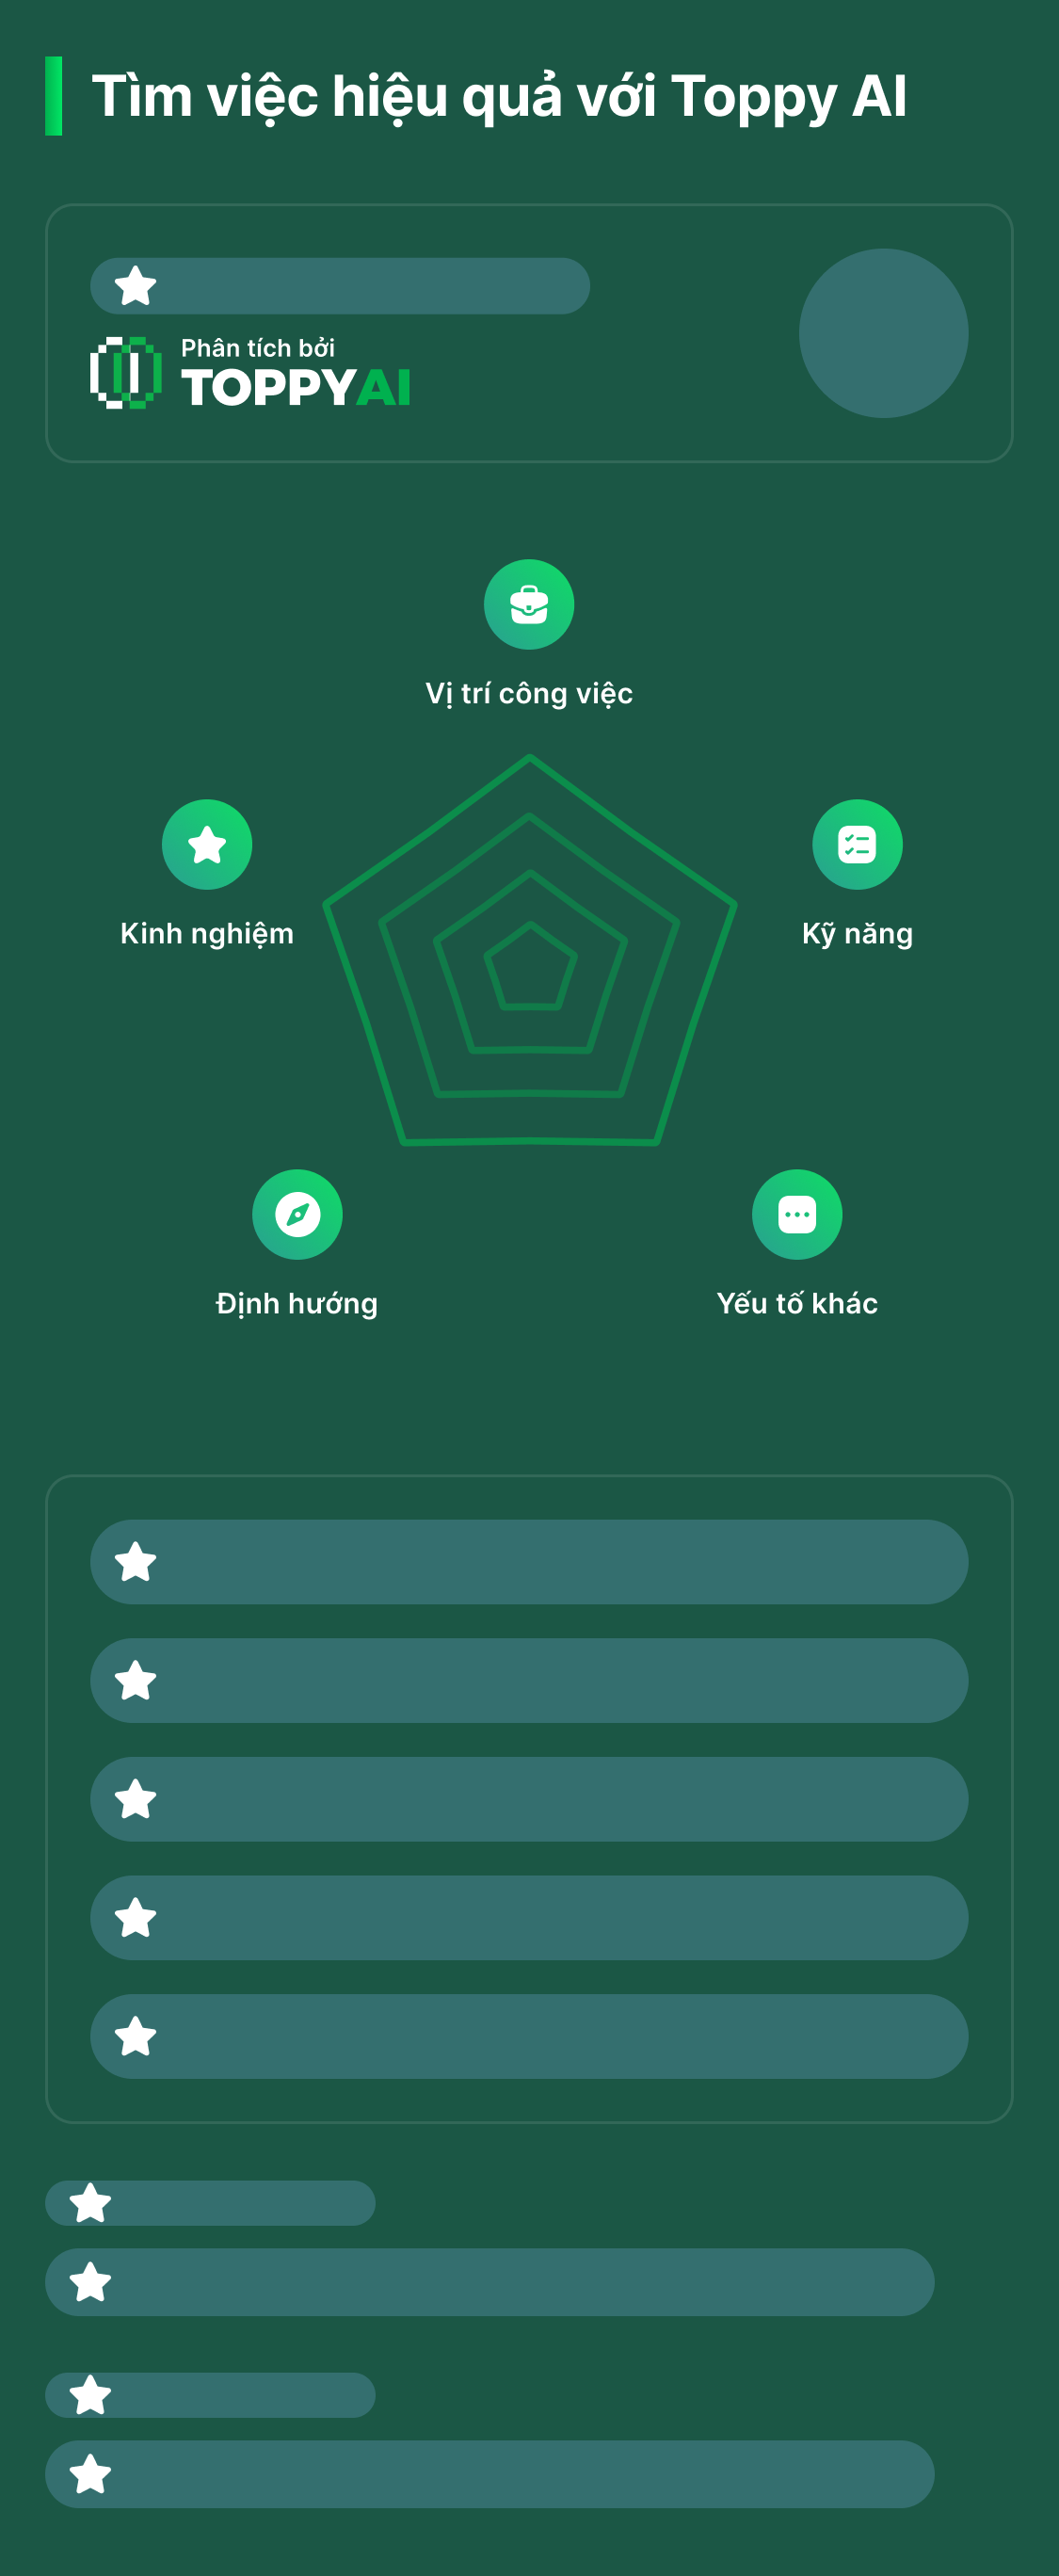 Tìm việc hiệu quả với Toppy AI
Phân tích bởi
TOPPYAI
Vị trí công việc
Kinh nghiệm
Kỹ năng
Định hướng
Yếu tố khác